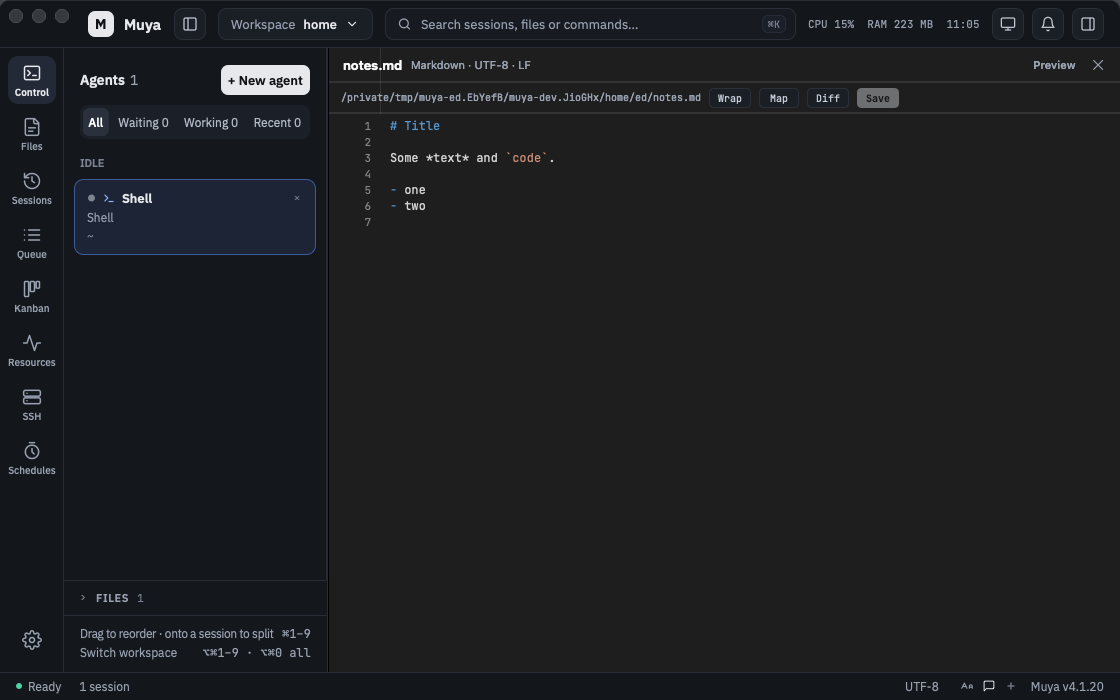 M Muya Workspace home Search sessions, files or commands... ⌘K CPU 15% RAM 223 MB 11:05
Control
Files
Sessions
Queue
Kanban
Resources
SSH
Schedules
Agents 1 + New agent
All Waiting 0 Working 0 Recent 0
IDLE
Shell ×
Shell
~
› FILES 1
Drag to reorder · onto a session to split ⌘1–9
Switch workspace ⌥⌘1–9 · ⌥⌘0 all
notes.md Markdown · UTF-8 · LF Preview
/private/tmp/muya-ed.EbYefB/muya-dev.JioGHx/home/ed/notes.md Wrap Map Diff Save
1 # Title
2
3 Some *text* and `code`.
4
5 - one
6 - two
7
Ready 1 session UTF-8 Aa + Muya v4.1.20